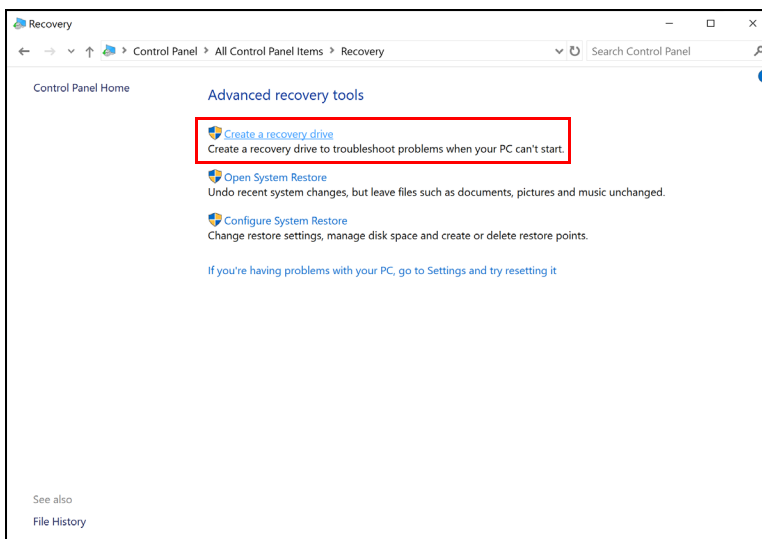 Recovery
Control Panel > All Control Panel Items > Recovery
Search Control Panel
Control Panel Home
Advanced recovery tools
Create a recovery drive
Create a recovery drive to troubleshoot problems when your PC can't start.
Open System Restore
Undo recent system changes, but leave files such as documents, pictures and music unchanged.
Configure System Restore
Change restore settings, manage disk space and create or delete restore points.
If you're having problems with your PC, go to Settings and try resetting it
See also
File History